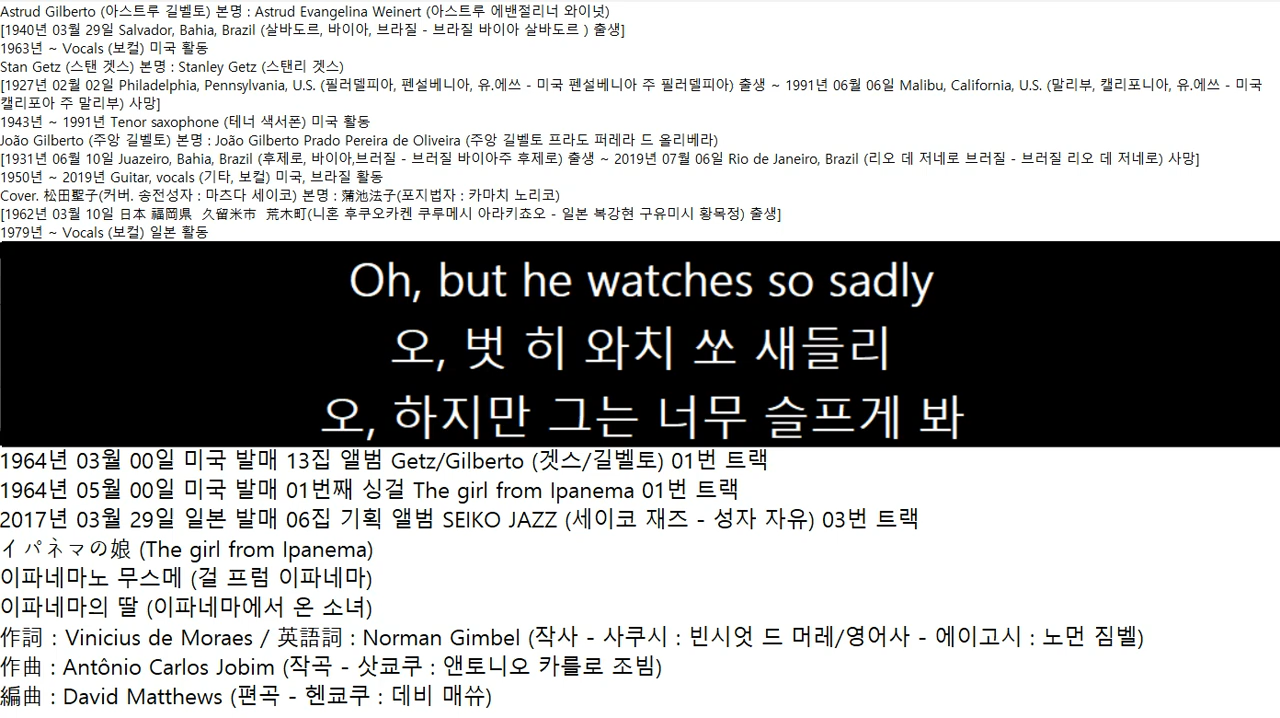 Astrud Gilberto (아스트루 길벨토) 본명 : Astrud Evangelina Weinert (아스트루 에밴절리너 와이넛)
[1940년 03월 29일 Salvador, Bahia, Brazil (살바도르, 바이아, 브라질 - 브라질 바이아 살바도르 ) 출생]
1963년 ~ Vocals (보컬) 미국 활동
Stan Getz (스탠 겟스) 본명 : Stanley Getz (스탠리 겟스)
[1927년 02월 02일 Philadelphia, Pennsylvania, U.S. (필러델피아, 펜설베니아, 유.에쓰 - 미국 펜설베니아 주 필러델피아) 출생 ~ 1991년 06월 06일 Malibu, California, U.S. (말리부, 캘리포니아, 유.에쓰 - 미국
캘리포아 주 말리부) 사망]
1943년 ~ 1991년 Tenor saxophone (테너 색서폰) 미국 활동
João Gilberto (주앙 길벨토) 본명 : João Gilberto Prado Pereira de Oliveira (주앙 길벨토 프라도 퍼레라 드 올리베라)
[1931년 06월 10일 Juazeiro, Bahia, Brazil (후제로, 바이아,브러질 - 브러질 바이아주 후제로) 출생 ~ 2019년 07월 06일 Rio de Janeiro, Brazil (리오 데 저네로 브러질 - 브러질 리오 데 저네로) 사망]
1950년 ~ 2019년 Guitar, vocals (기타, 보컬) 미국, 브라질 활동
Cover. 松田聖子(커버. 송전성자 : 마즈다 세이코) 본명 : 蒲池法子(포지법자 : 카마치 노리코)
[1962년 03월 10일 日本 福岡県 久留米市 荒木町(니혼 후쿠오카켄 쿠루메시 아라키쵸오 - 일본 복강현 구유미시 황목정) 출생]
1979년 ~ Vocals (보컬) 일본 활동
Oh, but he watches so sadly
오, 벗 히 와치 쏘 새들리
오, 하지만 그는 너무 슬프게 봐
1964년 03월 00일 미국 발매 13집 앨범 Getz/Gilberto (겟스/길벨토) 01번 트랙
1964년 05월 00일 미국 발매 01번째 싱걸 The girl from Ipanema 01번 트랙
2017년 03월 29일 일본 발매 06집 기획 앨범 SEIKO JAZZ (세이코 재즈 - 성자 자유) 03번 트랙
イパネマの娘 (The girl from Ipanema)
이파네마노 무스메 (걸 프럼 이파네마)
이파네마의 딸 (이파네마에서 온 소녀)
作詞 : Vinicius de Moraes / 英語詞 : Norman Gimbel (작사 - 사쿠시 : 빈시엇 드 머레/영어사 - 에이고시 : 노먼 짐벨)
作曲 : Antônio Carlos Jobim (작곡 - 삿쿄쿠 : 앤토니오 카를로 조빔)
編曲 : David Matthews (편곡 - 헨쿄쿠 : 데비 매쓔)